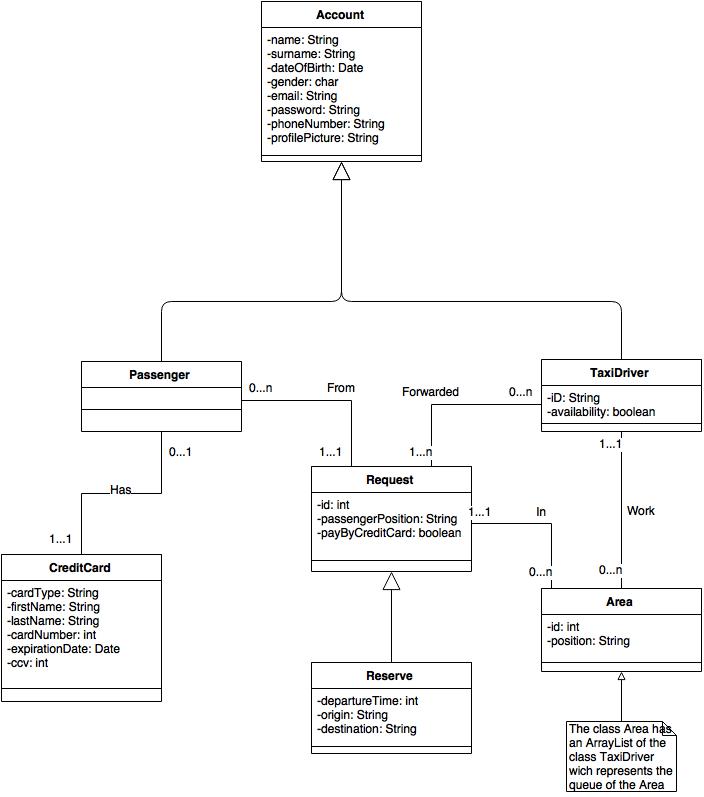 Account
-name: String
-surname: String
-dateOfBirth: Date
-gender: char
-email: String
-password: String
-phoneNumber: String
-profilePicture: String
Passenger
TaxiDriver
-iD: String
-availability: boolean
0...n
From
Forwarded
0...n
0...1
1...1
1...n
1...1
Has
Request
-id: int
-passengerPosition: String
-payByCreditCard: boolean
1...1
In
Work
1...1
0...n
0...n
CreditCard
-cardType: String
-firstName: String
-lastName: String
-cardNumber: int
-expirationDate: Date
-ccv: int
Area
-id: int
-position: String
Reserve
-departureTime: int
-origin: String
-destination: String
The class Area has
an ArrayList of the
class TaxiDriver
wich represents the
queue of the Area